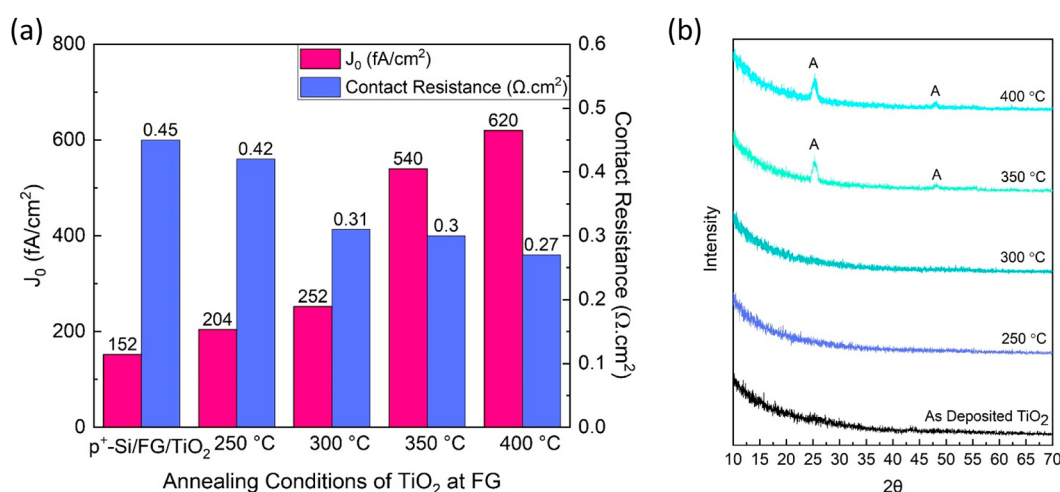 (a)
800
600
400
200
0
J₀ (fA/cm²)
J₀ (fA/cm²)
Contact Resistance (Ω.cm²)
152
0.45
204
0.42
252
0.31
540
0.3
620
0.27
0.6
0.5
0.4
0.3
0.2
0.1
0.0
Contact Resistance (Ω.cm²)
p⁺-Si/FG/TiO₂ 250 °C 300 °C 350 °C 400 °C
Annealing Conditions of TiO₂ at FG
(b)
Intensity
A
A
400 °C
A
A
350 °C
300 °C
250 °C
As Deposited TiO₂
10 15 20 25 30 35 40 45 50 55 60 65 70
2θ